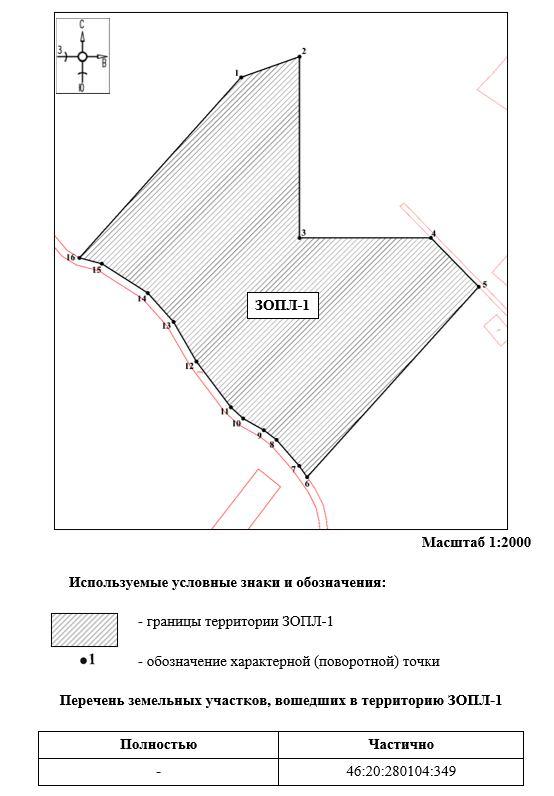 С
З
В
Ю
1
2
3
4
5
16
15
14
ЗОПЛ-1
13
12
11
10
9
8
7
6
Масштаб 1:2000
Используемые условные знаки и обозначения:
- границы территории ЗОПЛ-1
●1 - обозначение характерной (поворотной) точки
Перечень земельных участков, вошедших в территорию ЗОПЛ-1
Полностью Частично
- 46:20:280104:349